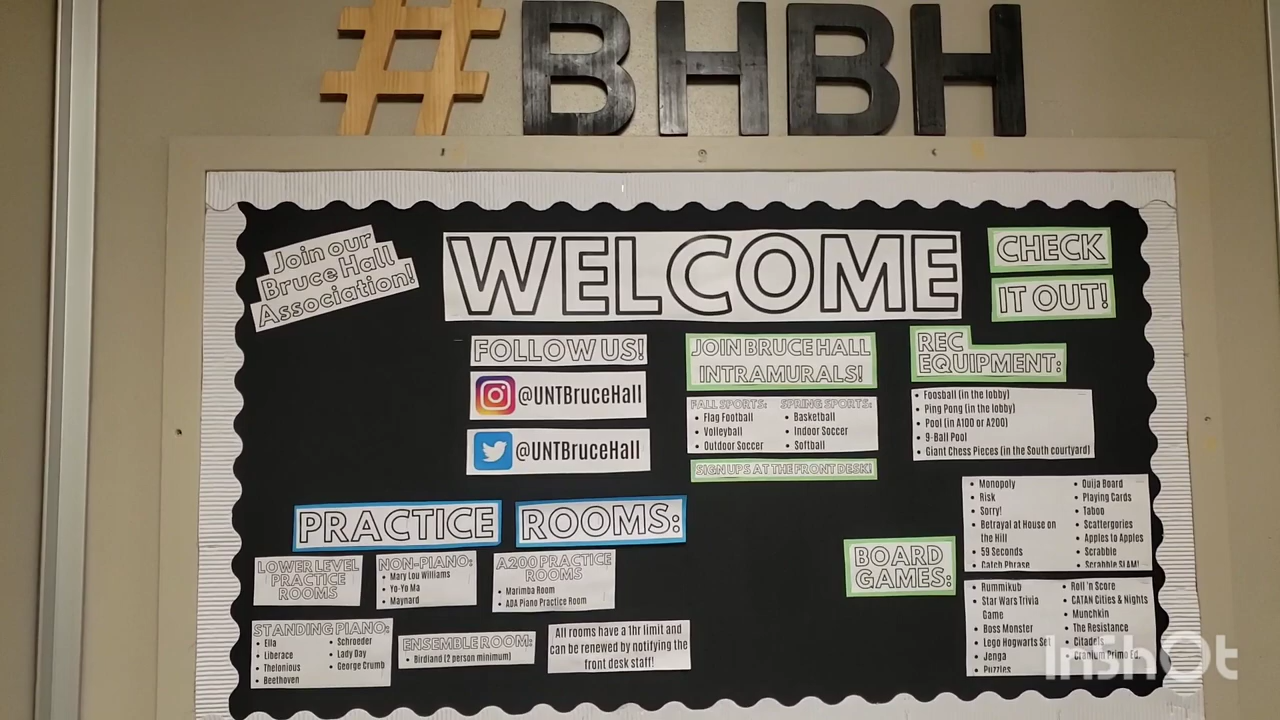 #BHBH
Join our
Bruce Hall
Association!
WELCOME
CHECK
IT OUT!
FOLLOW US!
@UNTBruceHall
@UNTBruceHall
JOIN BRUCE HALL
INTRAMURALS!
FALL SPORTS:
• Flag Football
• Volleyball
• Outdoor Soccer
SPRING SPORTS:
• Basketball
• Indoor Soccer
• Softball
SIGN UPS AT THE FRONT DESK!
REC
EQUIPMENT:
• Foosball (in the lobby)
• Ping Pong (in the lobby)
• Pool (in A100 or A200)
• 9-Ball Pool
• Giant Chess Pieces (in the South courtyard)
PRACTICE ROOMS:
LOWER LEVEL
PRACTICE
ROOMS
NON-PIANO:
• Mary Lou Williams
• Yo-Yo Ma
• Maynard
A200 PRACTICE
ROOMS
• Marimba Room
• ADA Piano Practice Room
STANDING PIANO:
• Ella
• Liberace
• Thelonious
• Beethoven
• Schroeder
• Lady Day
• George Crumb
ENSEMBLE ROOM:
• Birdland (2 person minimum)
All rooms have a 1hr limit and
can be renewed by notifying the
front desk staff!
BOARD
GAMES:
• Monopoly
• Risk
• Sorry!
• Betrayal at House on
the Hill
• 59 Seconds
• Catch Phrase
• Ouija Board
• Playing Cards
• Taboo
• Scattergories
• Apples to Apples
• Scrabble
• Scrabble SLAM!
• Rummikub
• Star Wars Trivia
Game
• Boss Monster
• Lego Hogwarts Set
• Jenga
• Puzzles
• Roll 'n Score
• CATAN Cities & Nights
• Munchkin
• The Resistance
• Citadels
• Cranium Primo Ed.
InShOt